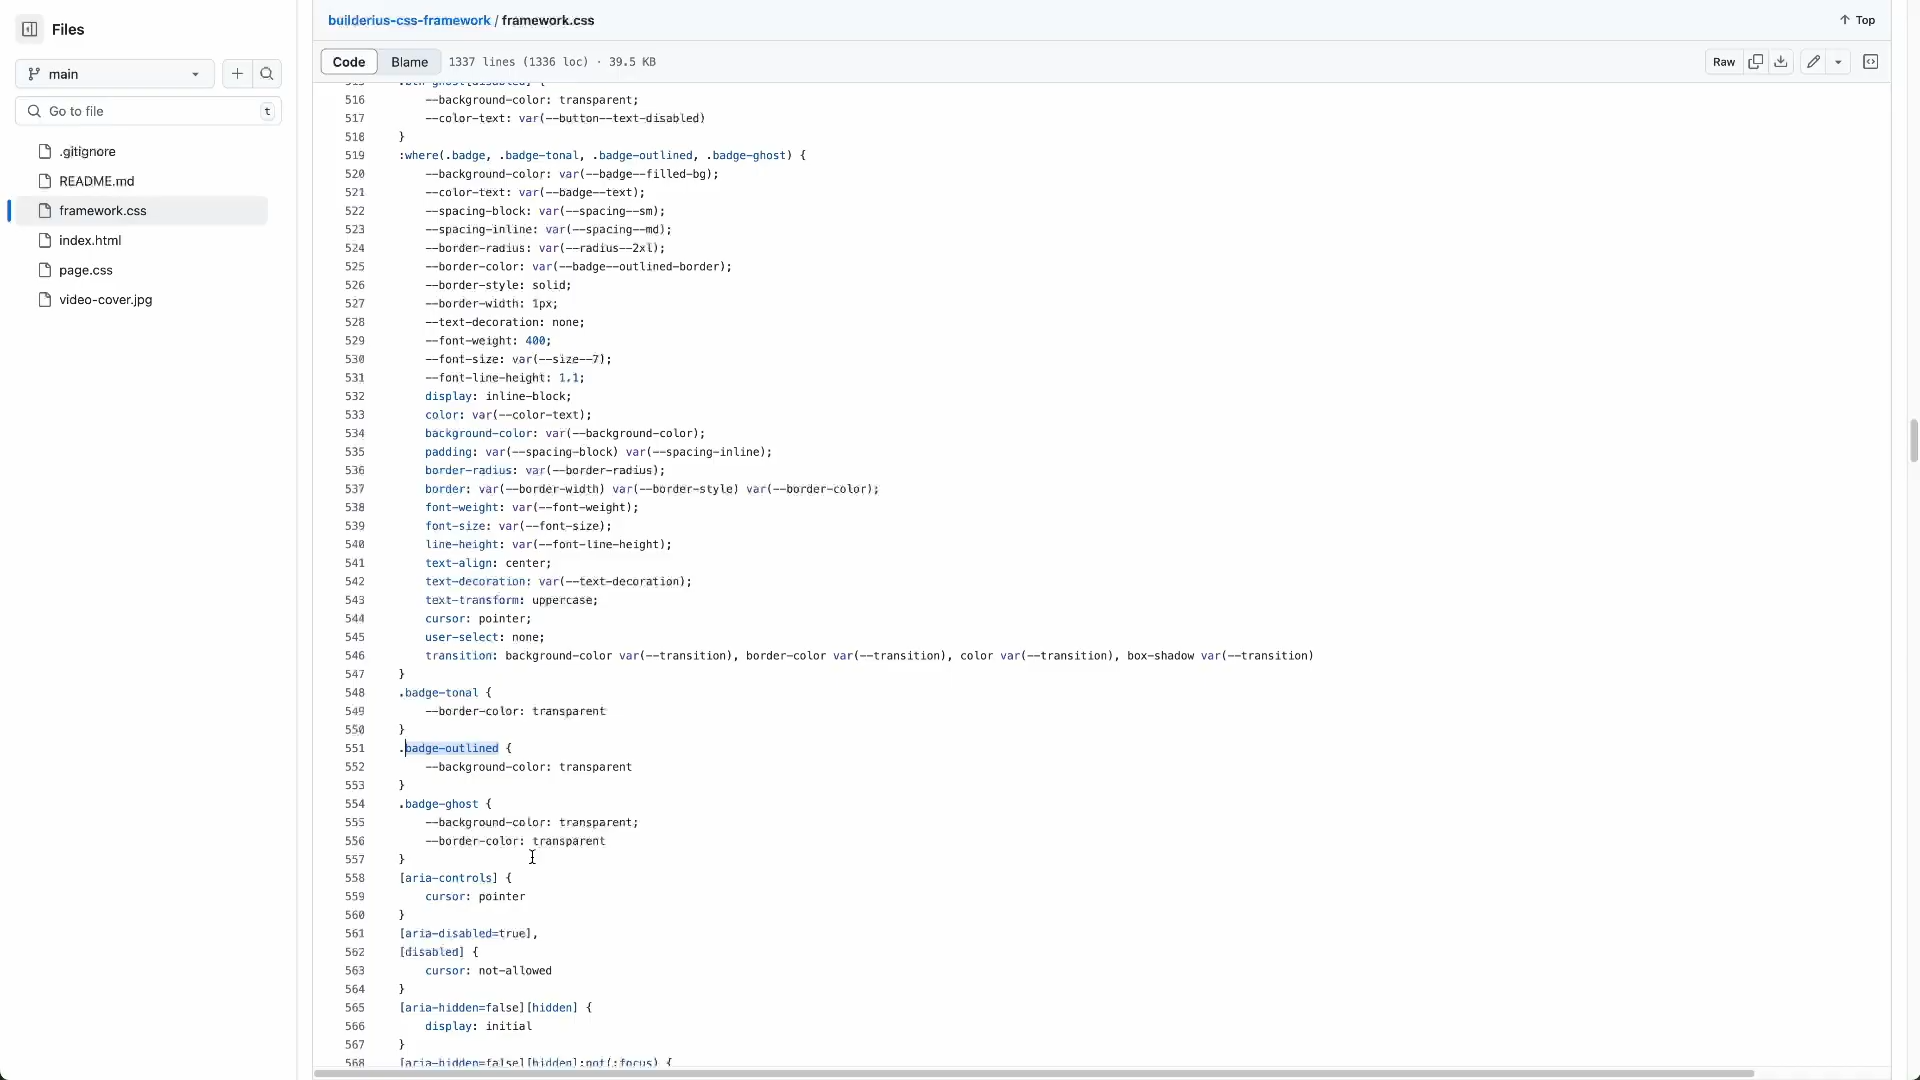 Files
main
Go to file
t
.gitignore
README.md
framework.css
index.html
page.css
video-cover.jpg
builderius-css-framework / framework.css
Top
Code
Blame
1337 lines (1336 loc) · 39.5 KB
Raw
515 .btn-ghost[disabled] {
516 --background-color: transparent;
517 --color-text: var(--button--text-disabled)
518 }
519 :where(.badge, .badge-tonal, .badge-outlined, .badge-ghost) {
520 --background-color: var(--badge--filled-bg);
521 --color-text: var(--badge--text);
522 --spacing-block: var(--spacing--sm);
523 --spacing-inline: var(--spacing--md);
524 --border-radius: var(--radius--2xl);
525 --border-color: var(--badge--outlined-border);
526 --border-style: solid;
527 --border-width: 1px;
528 --text-decoration: none;
529 --font-weight: 400;
530 --font-size: var(--size--7);
531 --font-line-height: 1.1;
532 display: inline-block;
533 color: var(--color-text);
534 background-color: var(--background-color);
535 padding: var(--spacing-block) var(--spacing-inline);
536 border-radius: var(--border-radius);
537 border: var(--border-width) var(--border-style) var(--border-color);
538 font-weight: var(--font-weight);
539 font-size: var(--font-size);
540 line-height: var(--font-line-height);
541 text-align: center;
542 text-decoration: var(--text-decoration);
543 text-transform: uppercase;
544 cursor: pointer;
545 user-select: none;
546 transition: background-color var(--transition), border-color var(--transition), color var(--transition), box-shadow var(--transition)
547 }
548 .badge-tonal {
549 --border-color: transparent
550 }
551 .badge-outlined {
552 --background-color: transparent
553 }
554 .badge-ghost {
555 --background-color: transparent;
556 --border-color: transparent
557 }
558 [aria-controls] {
559 cursor: pointer
560 }
561 [aria-disabled=true],
562 [disabled] {
563 cursor: not-allowed
564 }
565 [aria-hidden=false][hidden] {
566 display: initial
567 }
568 [aria-hidden=false][hidden]:not(:focus) {